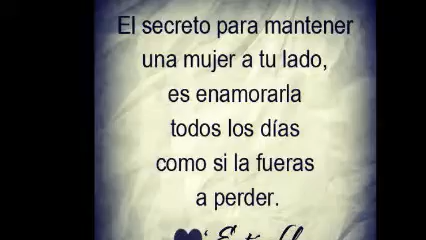 El secreto para mantener
una mujer a tu lado,
es enamorarla
todos los días
como si la fueras
a perder.